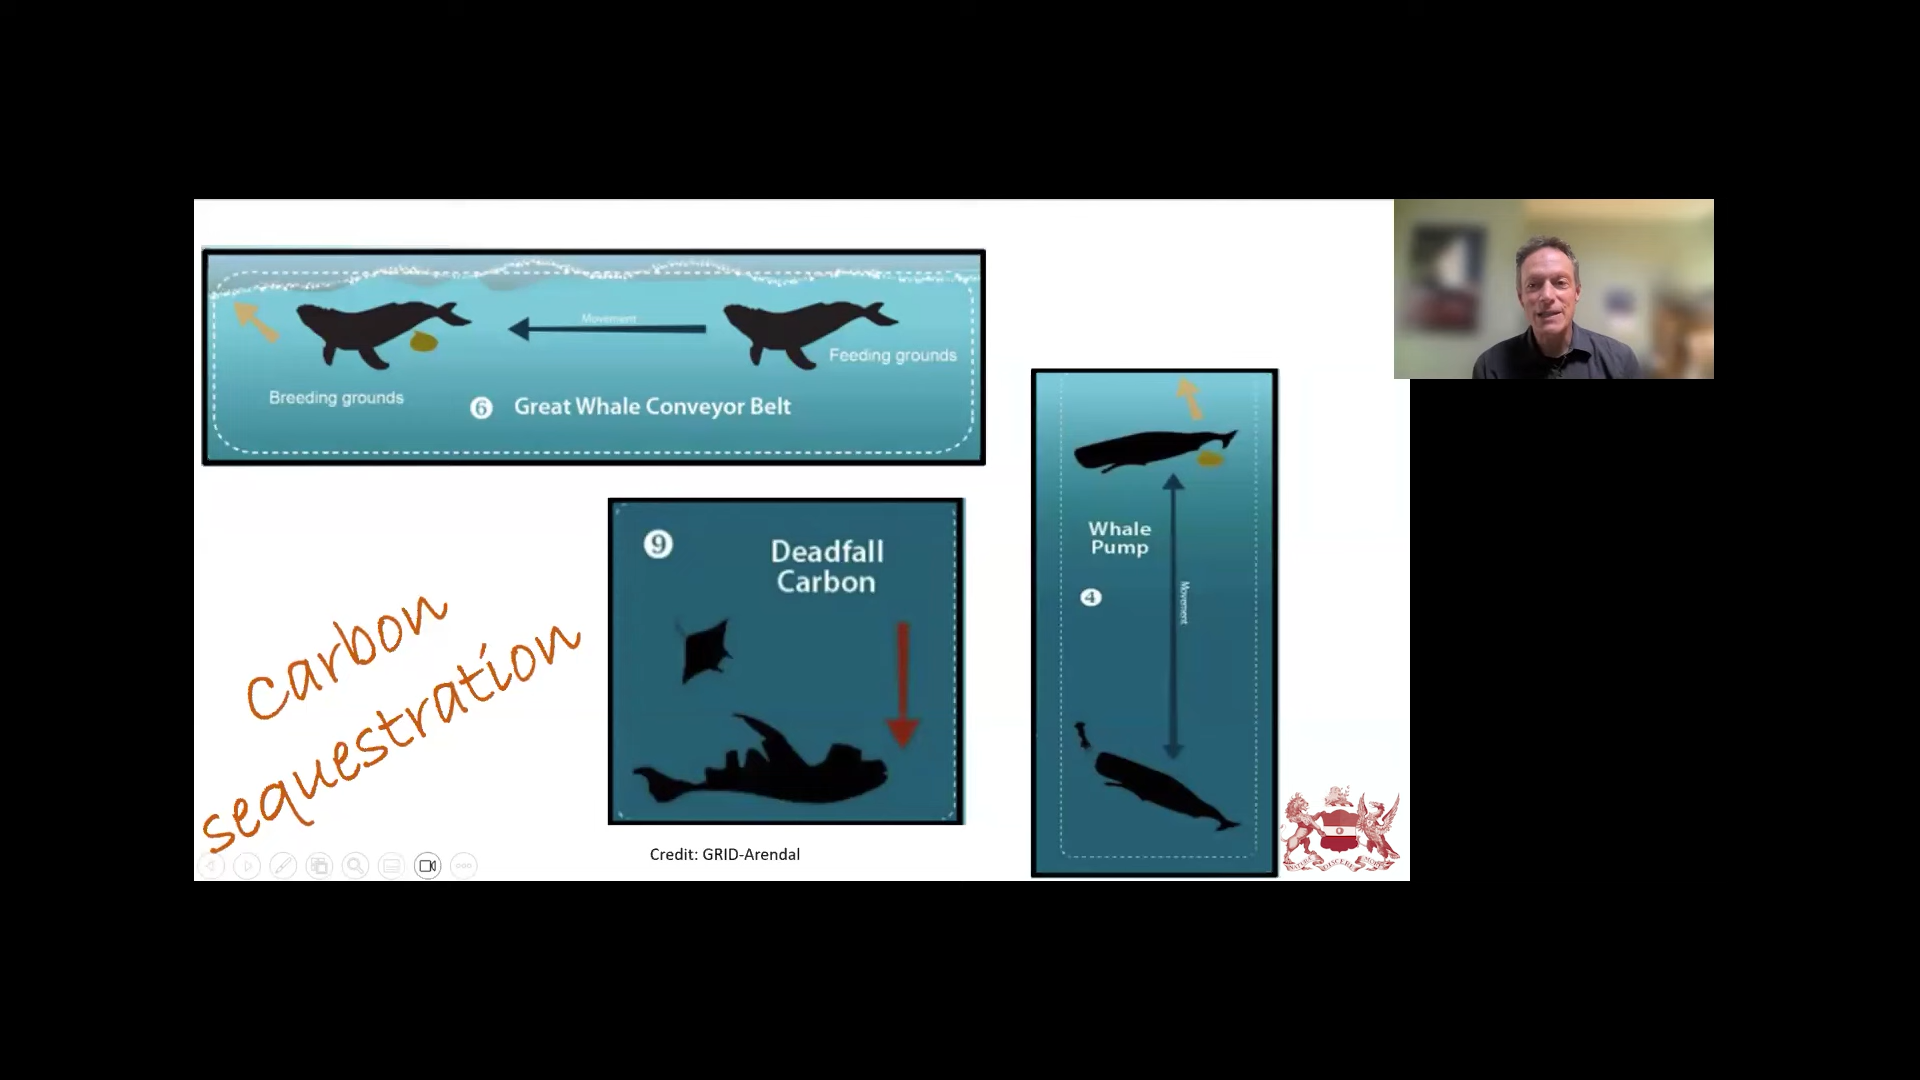 Movement
Feeding grounds
Breeding grounds
6 Great Whale Conveyor Belt
9
Deadfall
Carbon
Whale
Pump
4
Movement
Carbon
sequestration
Credit: GRID-Arendal
DISCERE